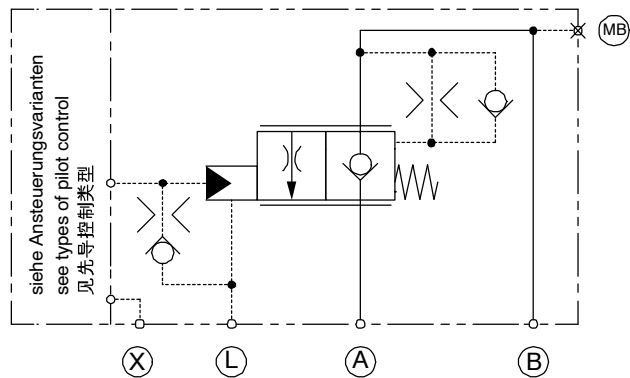 MB
siehe Ansteuerungsvarianten
see types of pilot control
见先导控制类型
X
L
A
B